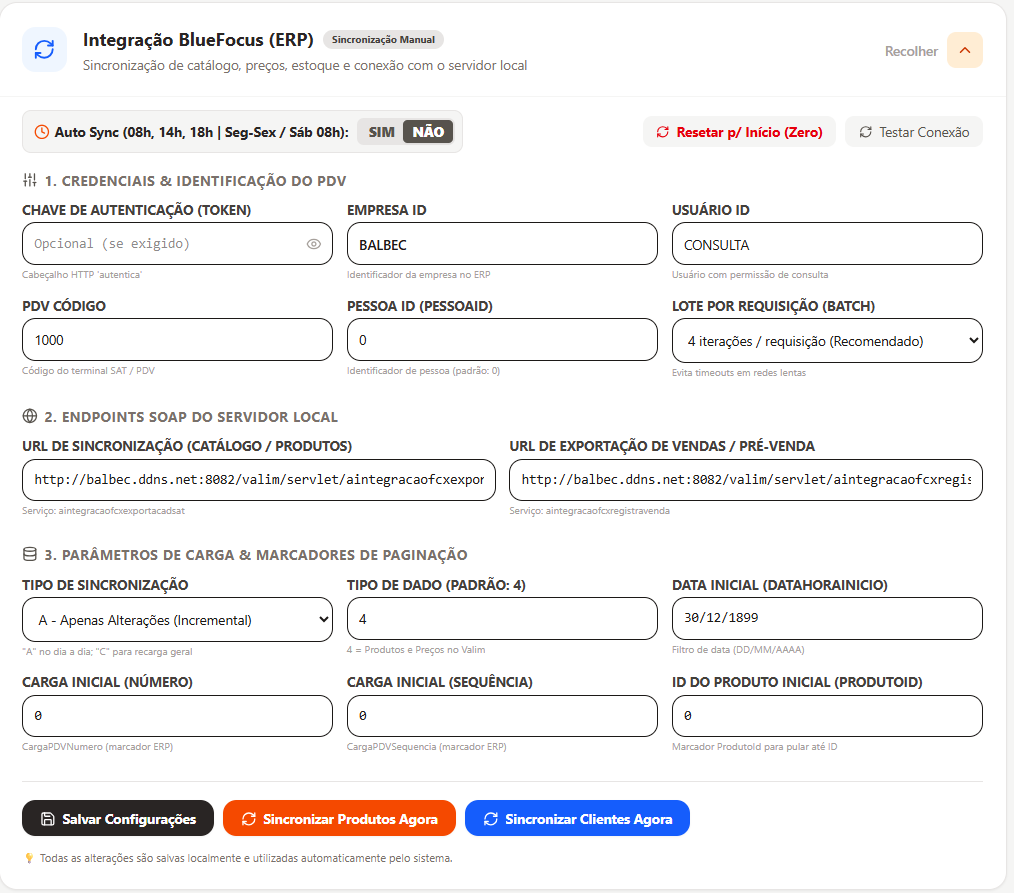 Integração BlueFocus (ERP) Sincronização Manual
Sincronização de catálogo, preços, estoque e conexão com o servidor local
Recolher
Auto Sync (08h, 14h, 18h | Seg-Sex / Sáb 08h): SIM NÃO
Resetar p/ Início (Zero) Testar Conexão
1. CREDENCIAIS & IDENTIFICAÇÃO DO PDV
CHAVE DE AUTENTICAÇÃO (TOKEN) EMPRESA ID USUÁRIO ID
Opcional (se exigido) BALBEC CONSULTA
Cabeçalho HTTP 'autentica' Identificador da empresa no ERP Usuário com permissão de consulta
PDV CÓDIGO PESSOA ID (PESSOAID) LOTE POR REQUISIÇÃO (BATCH)
1000 0 4 iterações / requisição (Recomendado)
Código do terminal SAT / PDV Identificador de pessoa (padrão: 0) Evita timeouts em redes lentas
2. ENDPOINTS SOAP DO SERVIDOR LOCAL
URL DE SINCRONIZAÇÃO (CATÁLOGO / PRODUTOS) URL DE EXPORTAÇÃO DE VENDAS / PRÉ-VENDA
http://balbec.ddns.net:8082/valim/servlet/aintegracaofcxexpor http://balbec.ddns.net:8082/valim/servlet/aintegracaofcxregis
Serviço: aintegracaofcxexportacadsat Serviço: aintegracaofcxregistravenda
3. PARÂMETROS DE CARGA & MARCADORES DE PAGINAÇÃO
TIPO DE SINCRONIZAÇÃO TIPO DE DADO (PADRÃO: 4) DATA INICIAL (DATAHORAINICIO)
A - Apenas Alterações (Incremental) 4 30/12/1899
"A" no dia a dia; "C" para recarga geral 4 = Produtos e Preços no Valim Filtro de data (DD/MM/AAAA)
CARGA INICIAL (NÚMERO) CARGA INICIAL (SEQUÊNCIA) ID DO PRODUTO INICIAL (PRODUTOID)
0 0 0
CargaPDVNumero (marcador ERP) CargaPDVSequencia (marcador ERP) Marcador ProdutoId para pular até ID
Salvar Configurações Sincronizar Produtos Agora Sincronizar Clientes Agora
Todas as alterações são salvas localmente e utilizadas automaticamente pelo sistema.